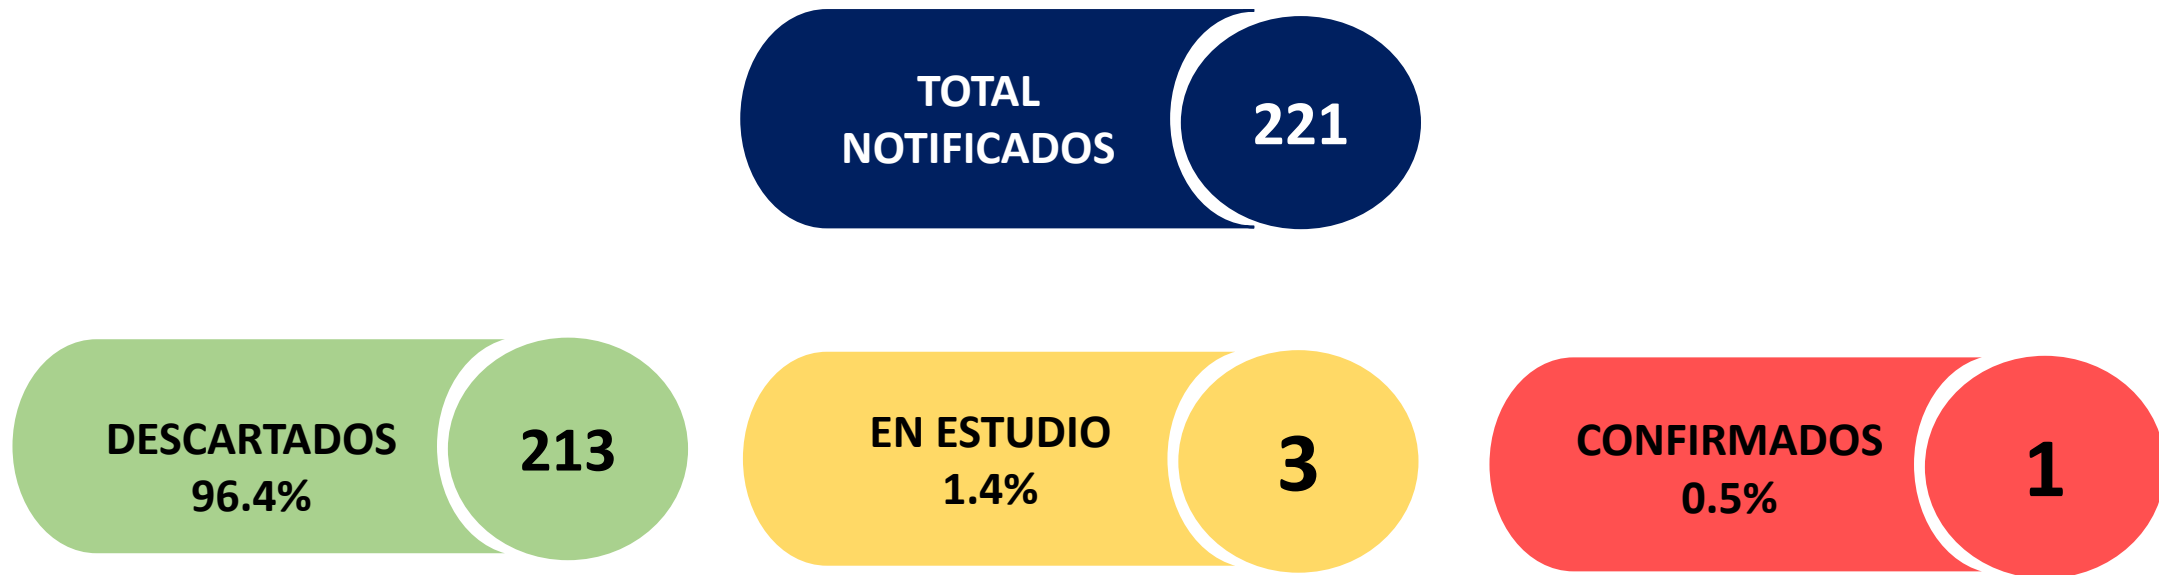 TOTAL
NOTIFICADOS
221
DESCARTADOS
96.4%
213
EN ESTUDIO
1.4%
3
CONFIRMADOS
0.5%
1